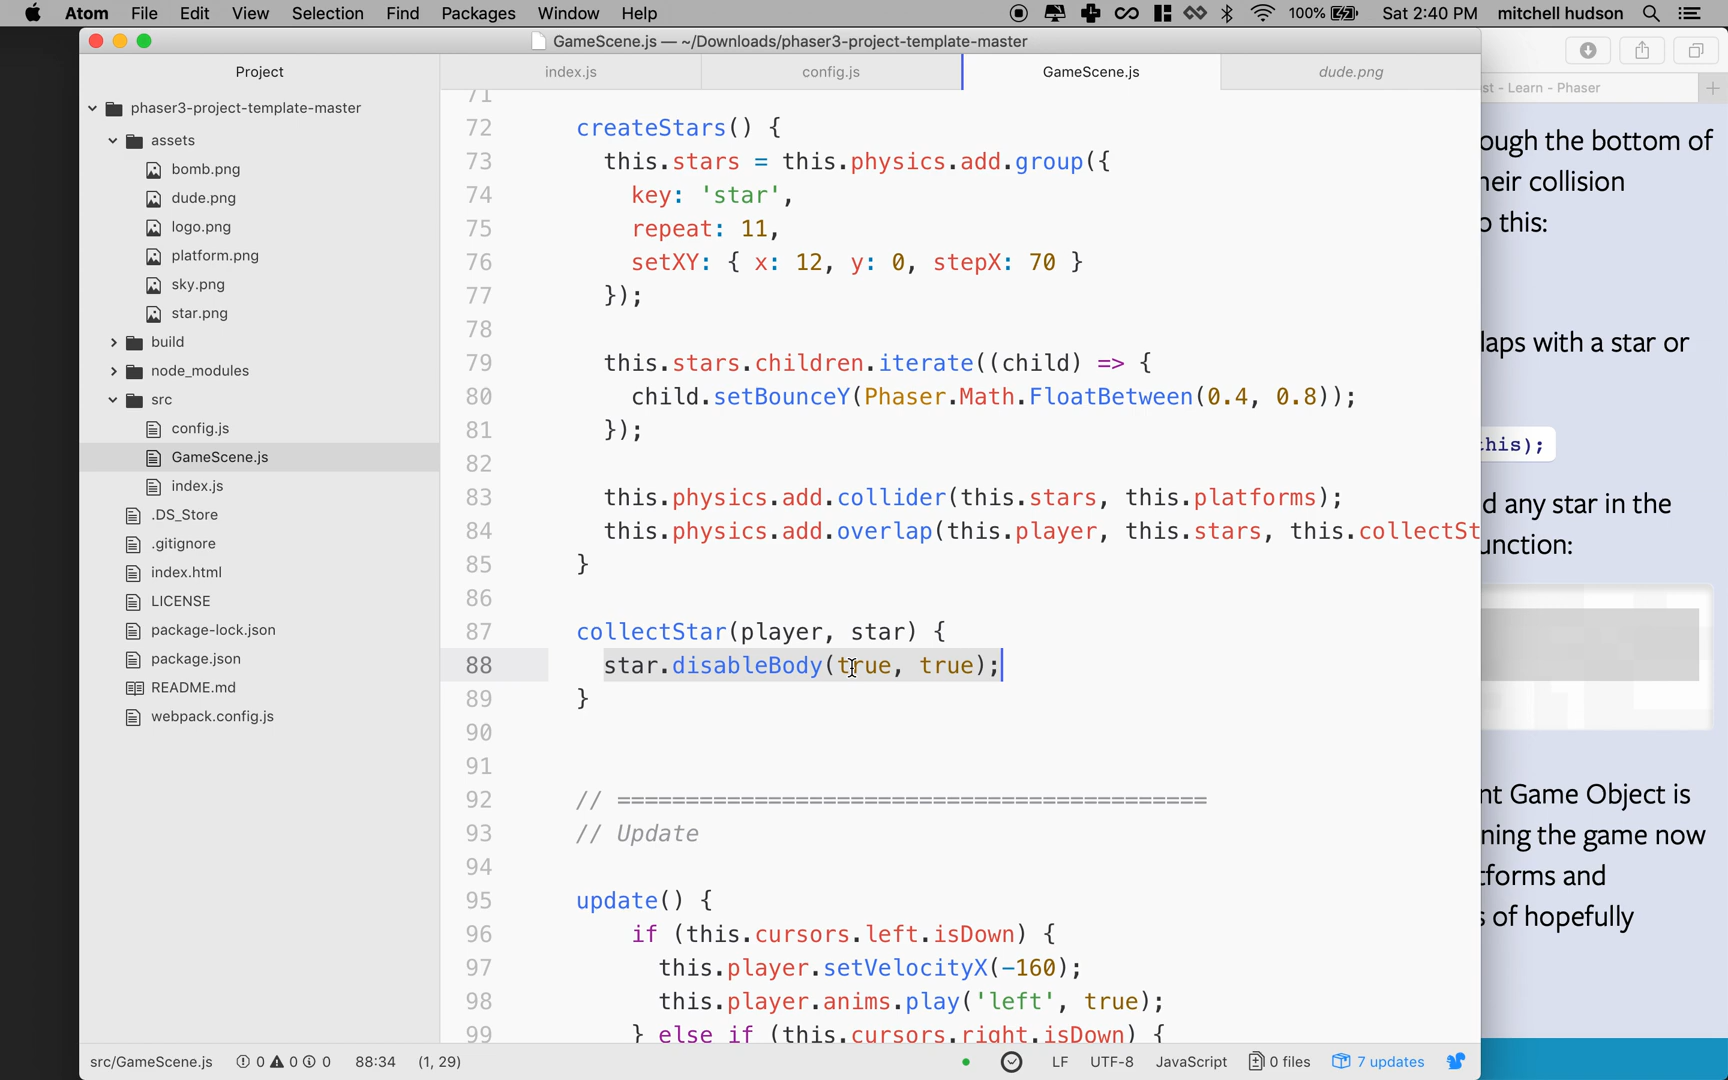 Atom File Edit View Selection Find Packages Window Help 100% Sat 2:40 PM mitchell hudson
GameScene.js — ~/Downloads/phaser3-project-template-master
Project
index.js config.js GameScene.js dude.png
st - Learn - Phaser
phaser3-project-template-master
assets
bomb.png
dude.png
logo.png
platform.png
sky.png
star.png
build
node_modules
src
config.js
GameScene.js
index.js
.DS_Store
.gitignore
index.html
LICENSE
package-lock.json
package.json
README.md
webpack.config.js
71
72 createStars() {
73 this.stars = this.physics.add.group({
74 key: 'star',
75 repeat: 11,
76 setXY: { x: 12, y: 0, stepX: 70 }
77 });
78
79 this.stars.children.iterate((child) => {
80 child.setBounceY(Phaser.Math.FloatBetween(0.4, 0.8));
81 });
82
83 this.physics.add.collider(this.stars, this.platforms);
84 this.physics.add.overlap(this.player, this.stars, this.collectSt
85 }
86
87 collectStar(player, star) {
88 star.disableBody(true, true);
89 }
90
91
92 // ===========================================
93 // Update
94
95 update() {
96 if (this.cursors.left.isDown) {
97 this.player.setVelocityX(-160);
98 this.player.anims.play('left', true);
99 } else if (this.cursors.right.isDown) {
ough the bottom of
heir collision
o this:
laps with a star or
this);
d any star in the
unction:
nt Game Object is
ning the game now
tforms and
s of hopefully
src/GameScene.js 0 0 0 88:34 (1, 29) LF UTF-8 JavaScript 0 files 7 updates